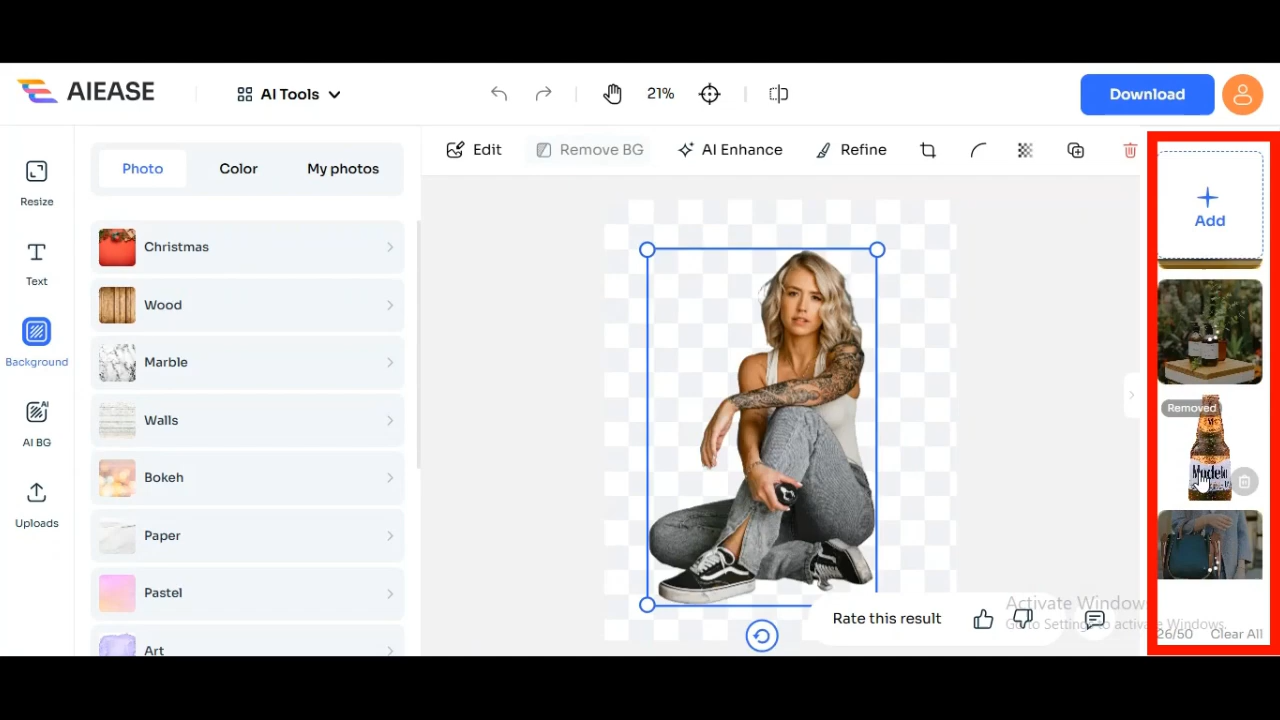 AIEASE
AI Tools
21%
Download
Resize
Text
Background
AI BG
Uploads
Photo
Color
My photos
Christmas
Wood
Marble
Walls
Bokeh
Paper
Pastel
Art
Edit
Remove BG
AI Enhance
Refine
Rate this result
Activate Windows
Go to Settings to activate Windows.
Add
Removed
Modelo
26/50
Clear All